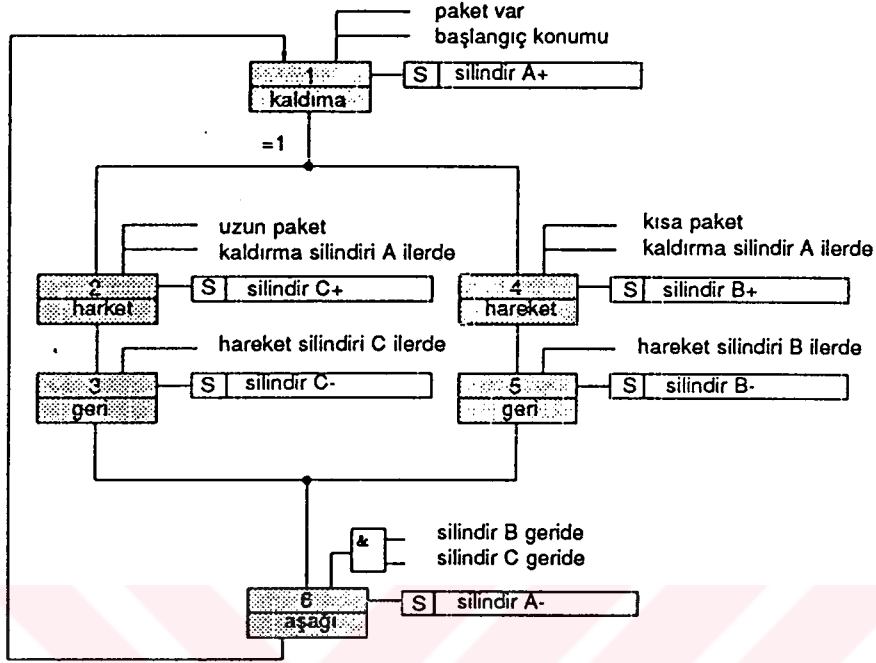 paket var
başlangıç konumu
1
S silindir A+
kaldıma
=1
uzun paket
kaldırma silindiri A ilerde
kısa paket
kaldırma silindir A ilerde
2
S silindir C+
harket
4
S silindir B+
hareket
hareket silindiri C ilerde
hareket silindiri B ilerde
3
S silindir C-
geri
5
S silindir B-
geri
&
silindir B geride
silindir C geride
6
S silindir A-
aşağı